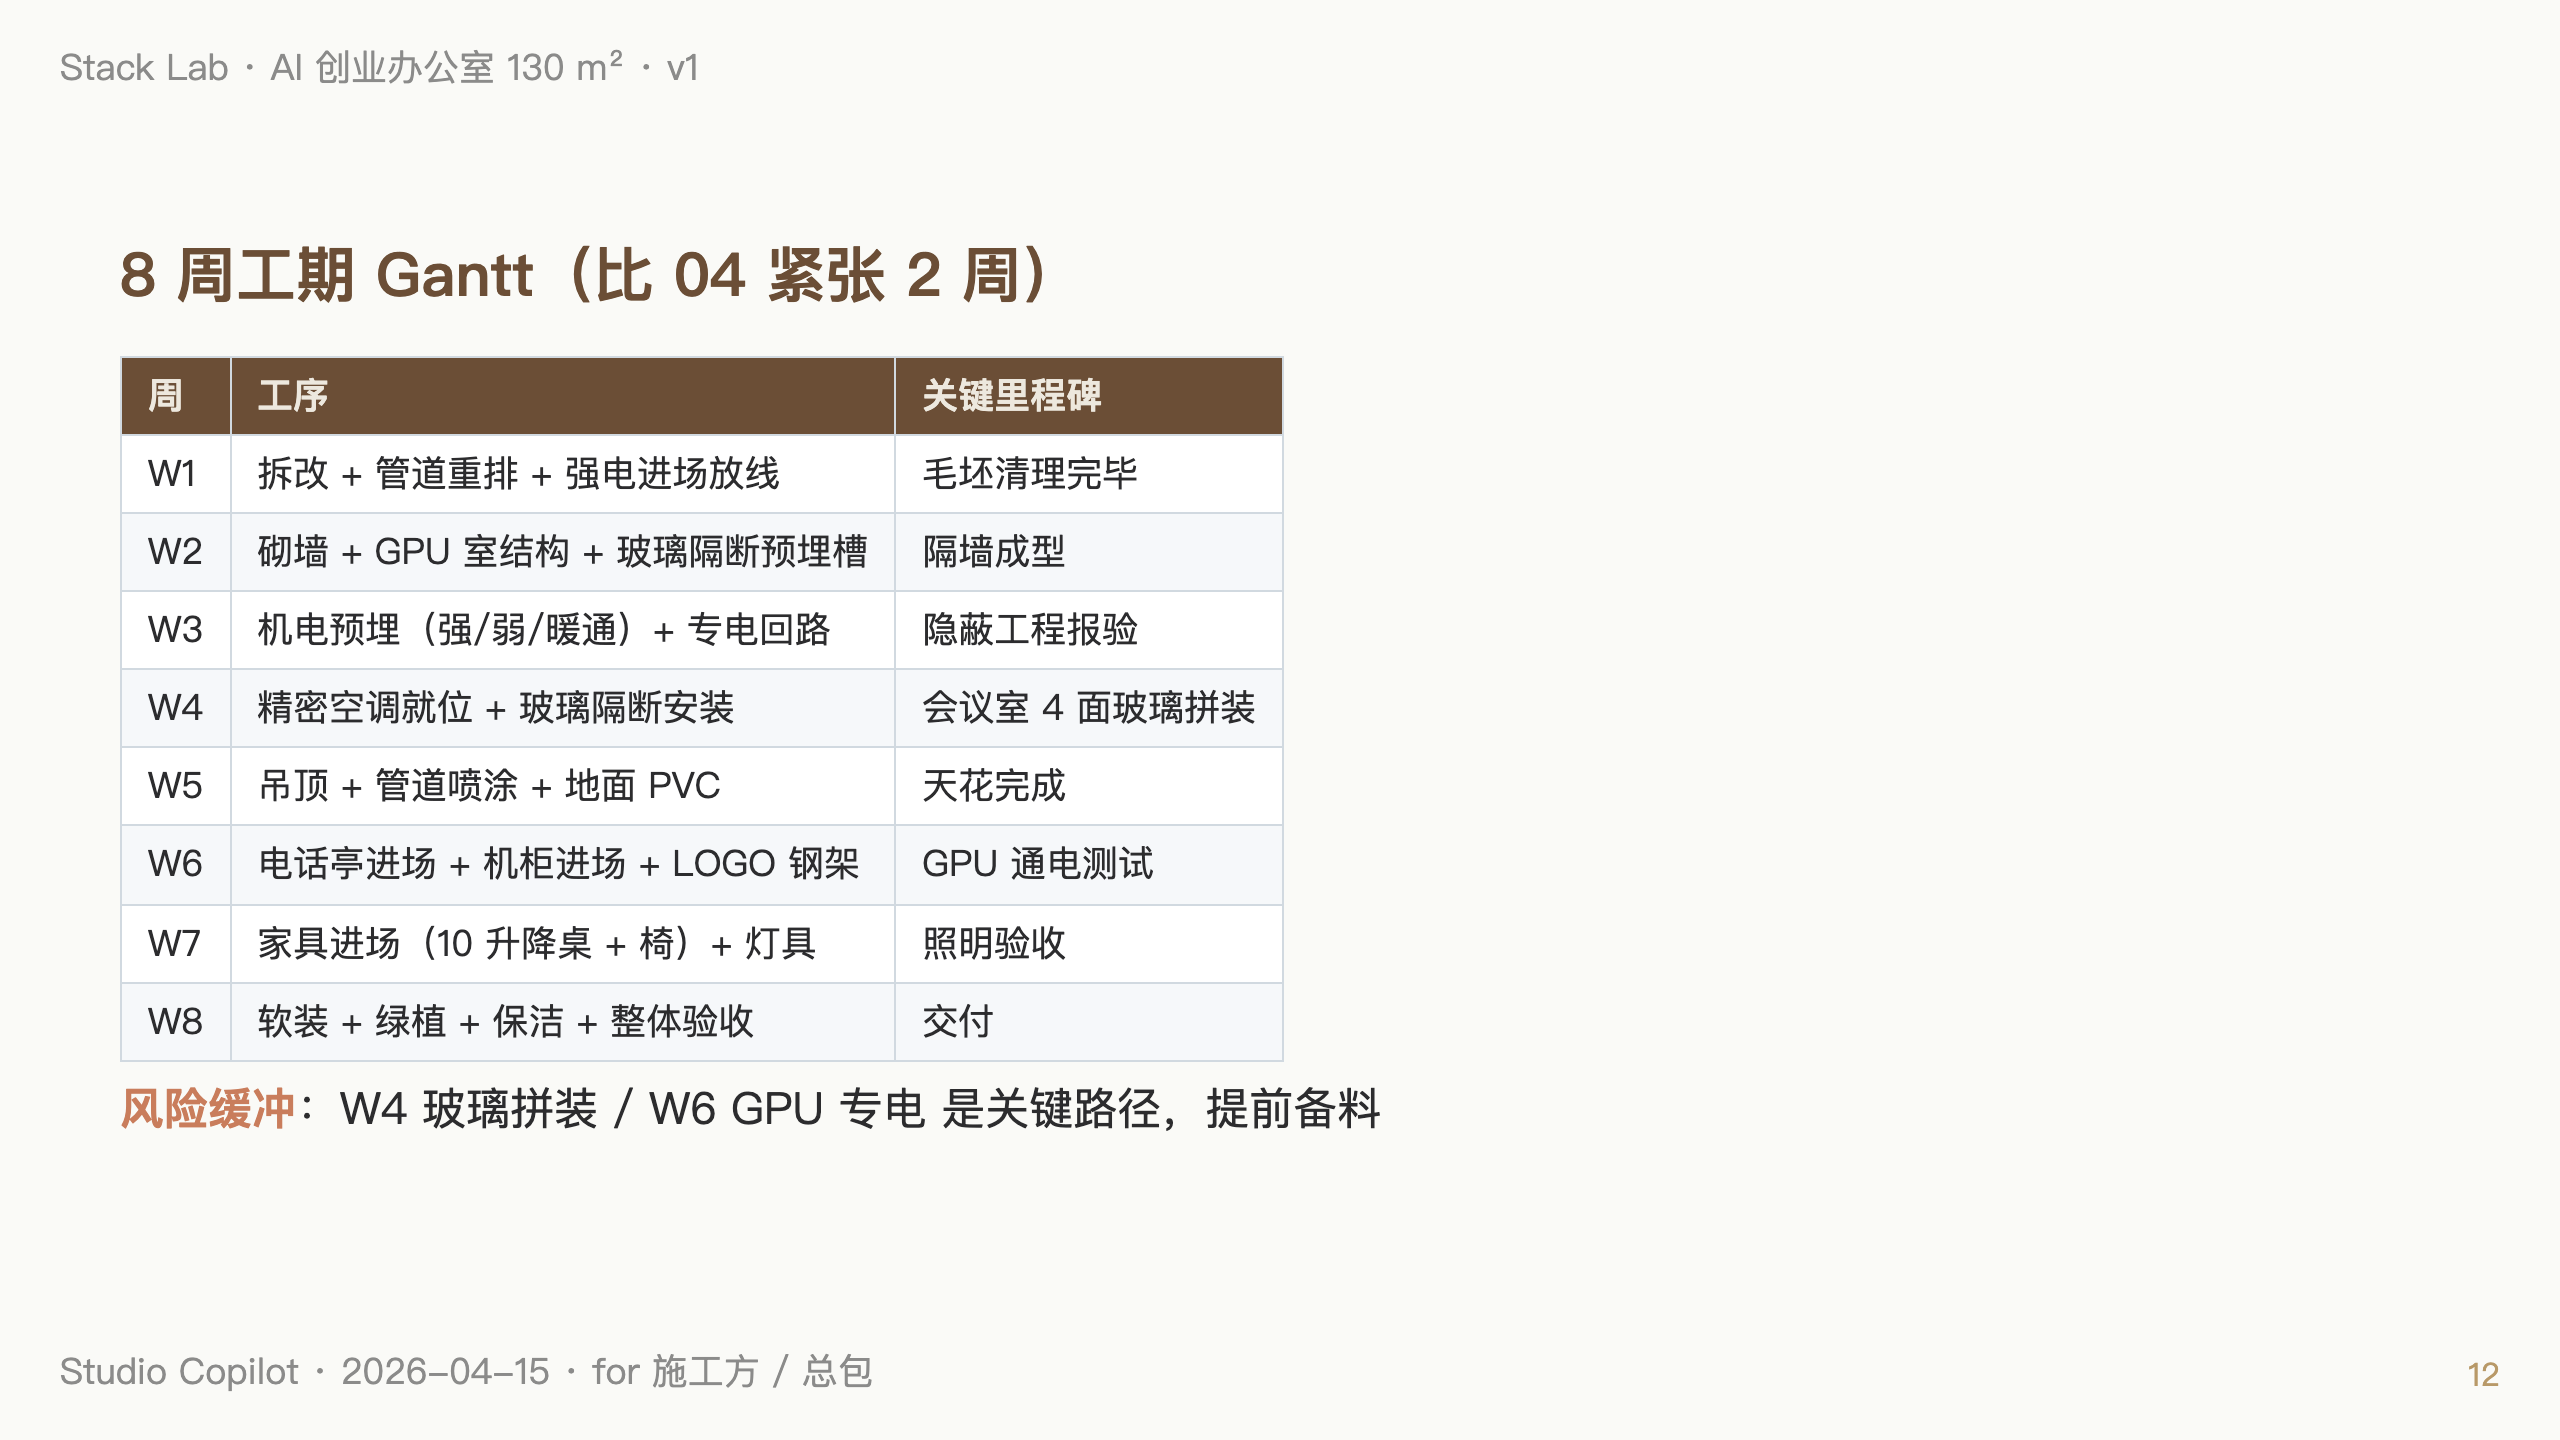 Stack Lab · AI 创业办公室 130 m² · v1
8 周工期 Gantt（比 04 紧张 2 周）
周 工序 关键里程碑
W1 拆改 + 管道重排 + 强电进场放线 毛坯清理完毕
W2 砌墙 + GPU 室结构 + 玻璃隔断预埋槽 隔墙成型
W3 机电预埋（强/弱/暖通）+ 专电回路 隐蔽工程报验
W4 精密空调就位 + 玻璃隔断安装 会议室 4 面玻璃拼装
W5 吊顶 + 管道喷涂 + 地面 PVC 天花完成
W6 电话亭进场 + 机柜进场 + LOGO 钢架 GPU 通电测试
W7 家具进场（10 升降桌 + 椅）+ 灯具 照明验收
W8 软装 + 绿植 + 保洁 + 整体验收 交付
风险缓冲：W4 玻璃拼装 / W6 GPU 专电 是关键路径，提前备料
Studio Copilot · 2026-04-15 · for 施工方 / 总包
12